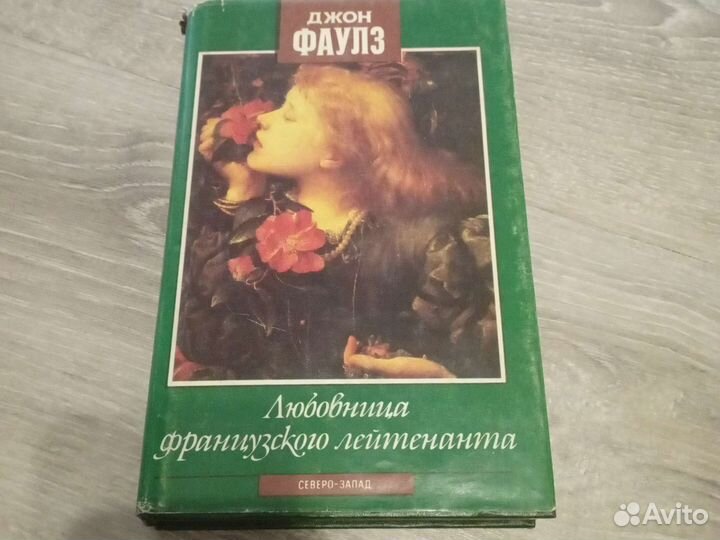 ДЖОН
ФАУЛЗ
Любовница
французского лейтенанта
СЕВЕРО-ЗАПАД
Avito